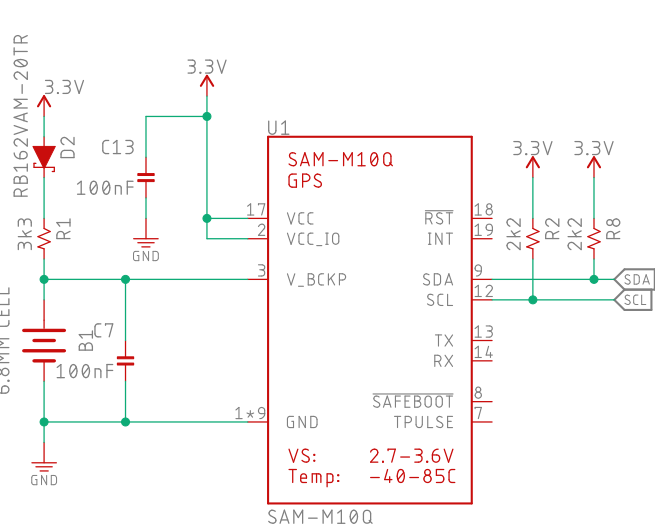 RB162VAM-20TR
3.3V
D2
3k3
R1
C13
100nF
GND
3.3V
6.8MM CELL
B1
C7
100nF
GND
U1
SAM-M10Q
GPS
17
VCC
2
VCC_IO
3
V_BCKP
1*9
GND
RST
18
INT
19
SDA
9
SCL
12
TX
13
RX
14
SAFEBOOT
8
TPULSE
7
VS: 2.7-3.6V
Temp: -40-85C
SAM-M10Q
3.3V
3.3V
2k2
R2
2k2
R8
SDA
SCL